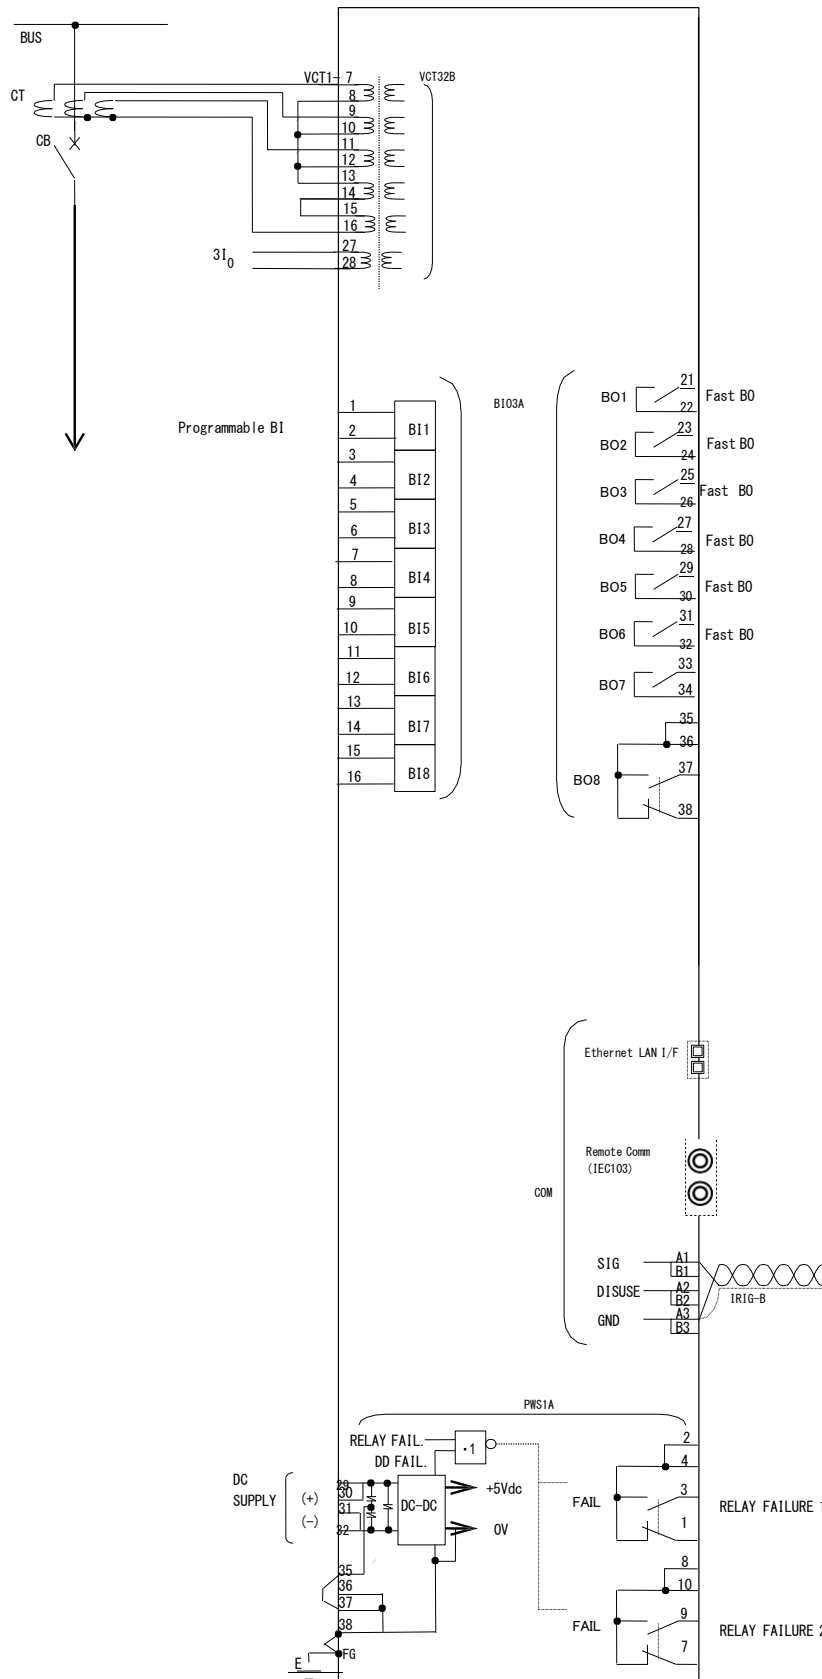 BUS
VCT1- 7
VCT32B
CT
8
9
10
CB
11
12
13
14
15
16
3I0
27
28
BIO3A
Programmable BI
1
2
BI1
3
4
BI2
5
6
BI3
7
8
BI4
9
10
BI5
11
12
BI6
13
14
BI7
15
16
BI8
BO1
21
22
Fast BO
BO2
23
24
Fast BO
BO3
25
26
Fast BO
BO4
27
28
Fast BO
BO5
29
30
Fast BO
BO6
31
32
Fast BO
BO7
33
34
35
36
BO8
37
38
Ethernet LAN I/F
Remote Comm
(IEC103)
COM
SIG
A1
B1
DISUSE
A2
B2
IRIG-B
GND
A3
B3
PWS1A
RELAY FAIL.
DD FAIL.
・1
DC
SUPPLY
(+)
(-)
29
30
31
32
DC-DC
+5Vdc
0V
35
36
37
38
FG
E
2
4
FAIL
3
1
RELAY FAILURE 1
8
10
FAIL
9
7
RELAY FAILURE 2